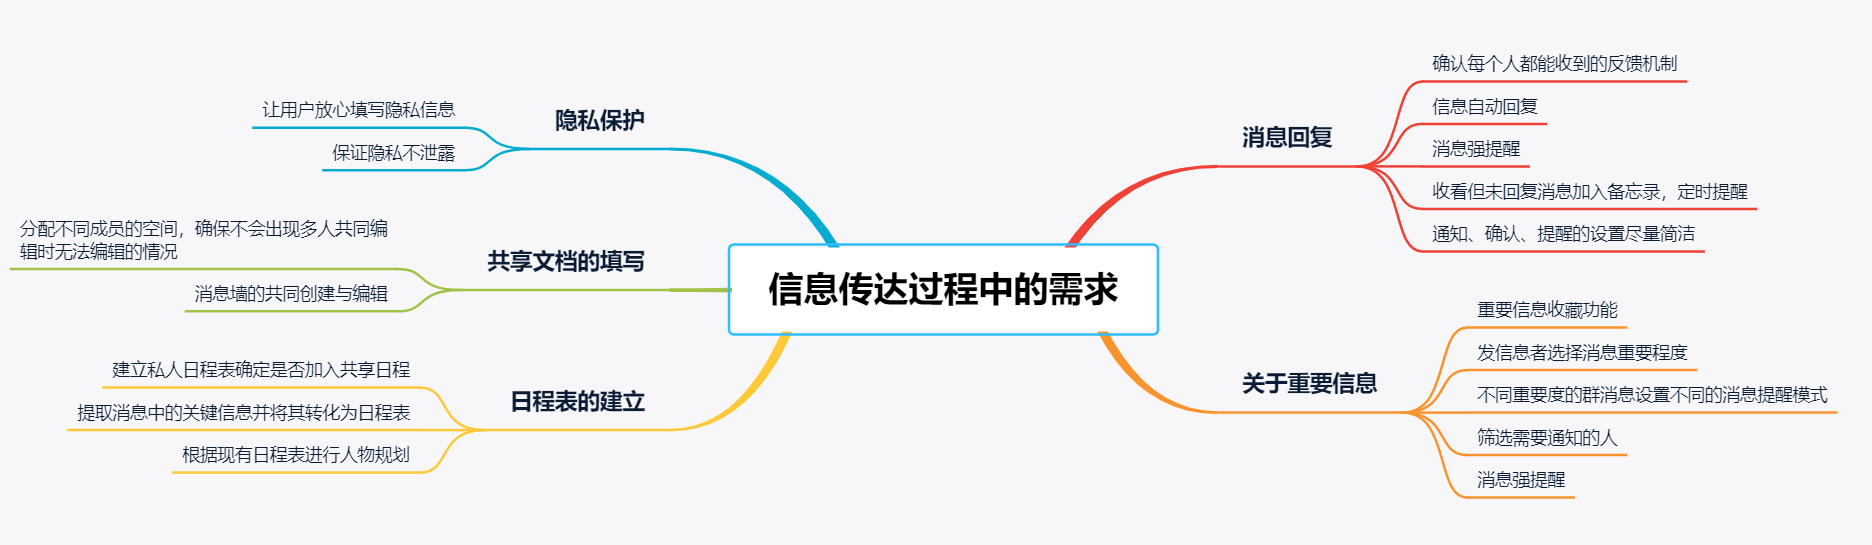 信息传达过程中的需求
消息回复
确认每个人都能收到的反馈机制
信息自动回复
消息强提醒
收看但未回复消息加入备忘录，定时提醒
通知、确认、提醒的设置尽量简洁
关于重要信息
重要信息收藏功能
发信息者选择消息重要程度
不同重要度的群消息设置不同的消息提醒模式
筛选需要通知的人
消息强提醒
隐私保护
让用户放心填写隐私信息
保证隐私不泄露
共享文档的填写
分配不同成员的空间，确保不会出现多人共同编
辑时无法编辑的情况
消息墙的共同创建与编辑
日程表的建立
建立私人日程表确定是否加入共享日程
提取消息中的关键信息并将其转化为日程表
根据现有日程表进行人物规划